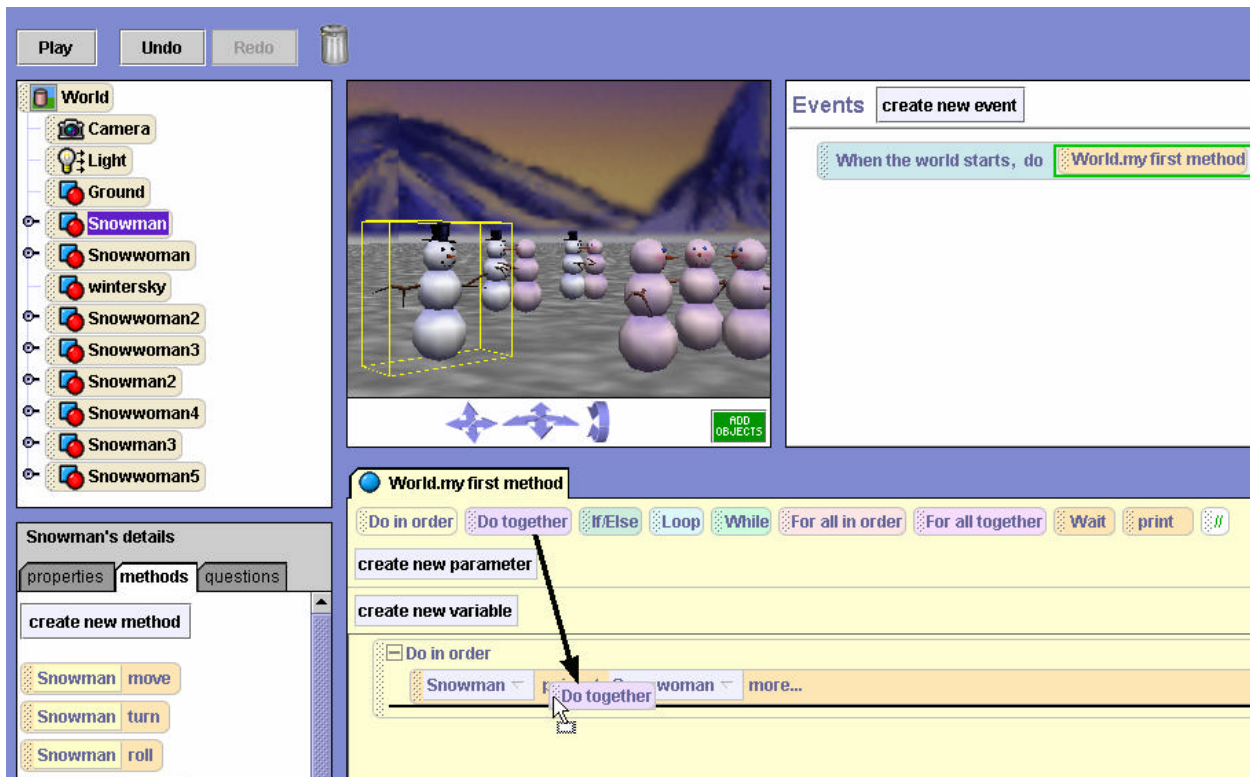 Play Undo Redo
World
Camera
Light
Ground
Snowman
Snowwoman
wintersky
Snowwoman2
Snowwoman3
Snowman2
Snowwoman4
Snowman3
Snowwoman5
ADD
OBJECTS
Events create new event
When the world starts, do World.my first method
Snowman's details
properties methods questions
create new method
Snowman move
Snowman turn
Snowman roll
World.my first method
Do in order Do together If/Else Loop While For all in order For all together Wait print //
create new parameter
create new variable
Do in order
Snowman woman more...
Do together